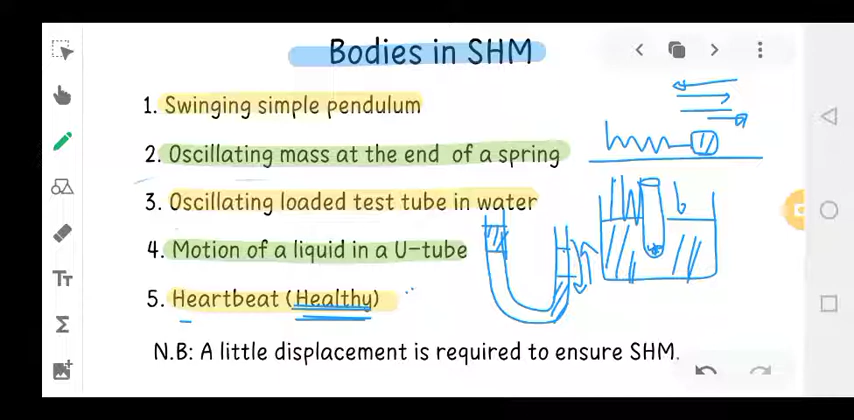 Bodies in SHM
1. Swinging simple pendulum
2. Oscillating mass at the end of a spring
3. Oscillating loaded test tube in water
4. Motion of a liquid in a U-tube
5. Heartbeat (Healthy)
N.B: A little displacement is required to ensure SHM.
TT
Σ